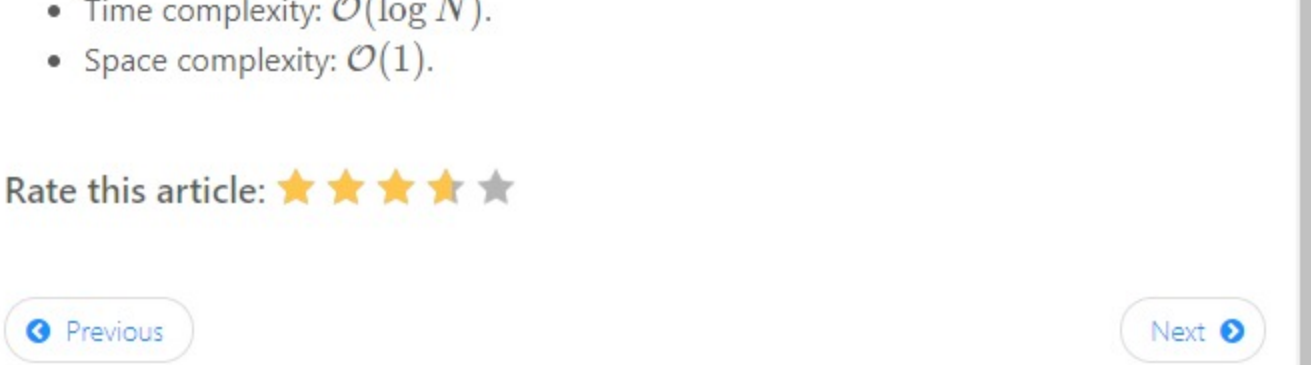 • Time complexity: O(log N).
• Space complexity: O(1).
Rate this article:
Previous
Next